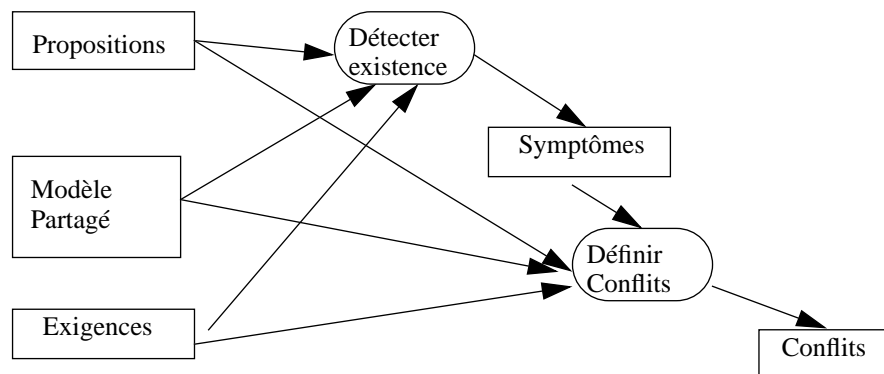 Propositions
Détecter
existence
Symptômes
Modèle
Partagé
Définir
Conflits
Exigences
Conflits